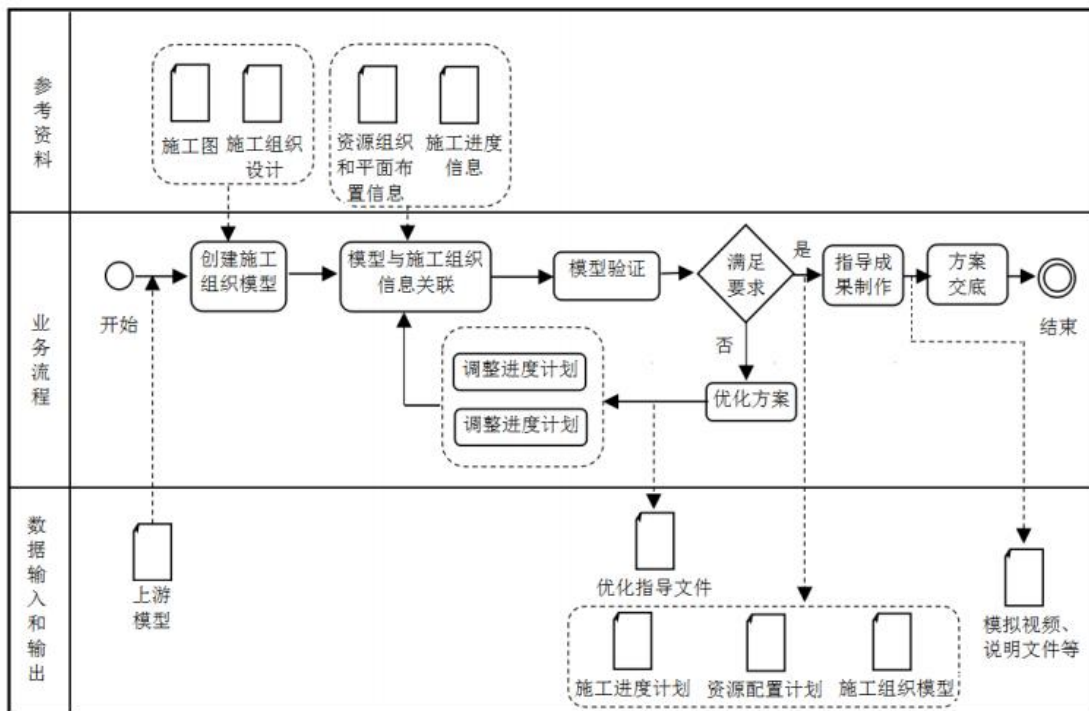 参考资料
施工图
施工组织
设计
资源组织
和平面布
置信息
施工进度
信息
业务流程
开始
创建施工
组织模型
模型与施工组织
信息关联
模型验证
满足
要求
是
否
指导成
果制作
方案
交底
结束
调整进度计划
调整进度计划
优化方案
数据输入和输出
上游
模型
优化指导文件
施工进度计划
资源配置计划
施工组织模型
模拟视频、
说明文件等